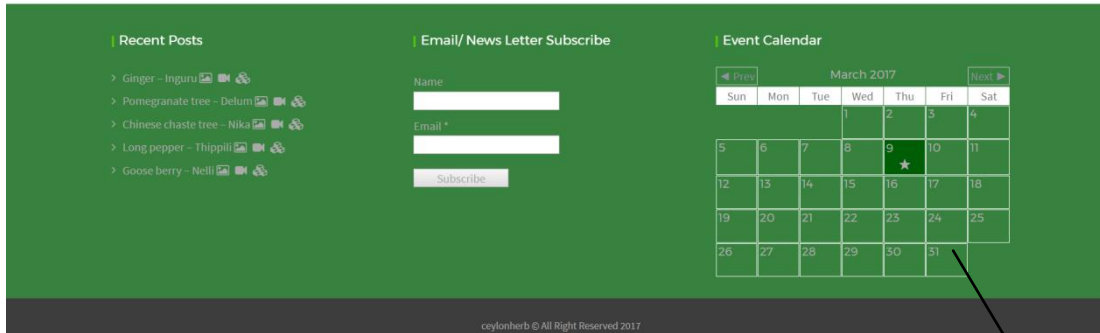 Recent Posts
> Ginger – Inguru
> Pomegranate tree – Delum
> Chinese chaste tree – Nika
> Long pepper – Thippili
> Goose berry – Nelli
Email/ News Letter Subscribe
Name
Email *
Subscribe
Event Calendar
◄ Prev March 2017 Next ►
Sun Mon Tue Wed Thu Fri Sat
1 2 3 4
5 6 7 8 9 10 11
★
12 13 14 15 16 17 18
19 20 21 22 23 24 25
26 27 28 29 30 31
ceylonherb © All Right Reserved 2017